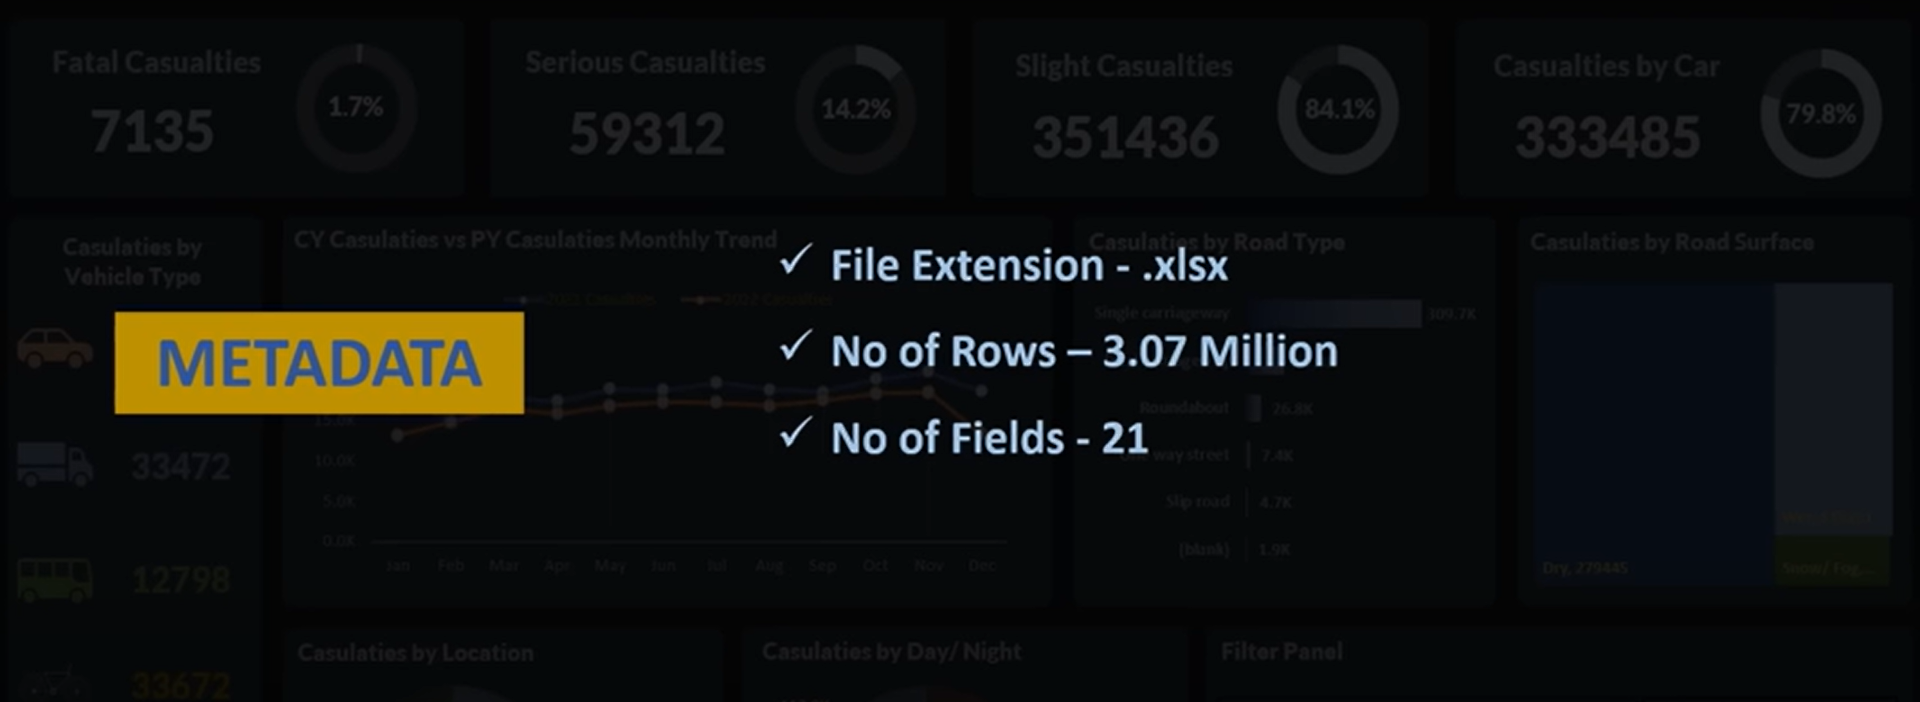 Fatal Casualties
7135
1.7%
Serious Casualties
59312
14.2%
Slight Casualties
351436
84.1%
Casualties by Car
333485
79.8%
Casulaties by
Vehicle Type
33472
12798
33672
CY Casulaties vs PY Casulaties Monthly Trend
10.0K
5.0K
0.0K
Jan Feb Mar Apr May Jun Jul Aug Sep Oct Nov Dec
METADATA
✓ File Extension - .xlsx
✓ No of Rows – 3.07 Million
✓ No of Fields - 21
Casulaties by Road Type
Single carriageway 309.7K
Roundabout 26.8K
way street 7.4K
Slip road 4.7K
(blank) 1.9K
Casulaties by Road Surface
Dry, 279445
Snow/ Fog,...
Casulaties by Location
Casulaties by Day/ Night
Filter Panel